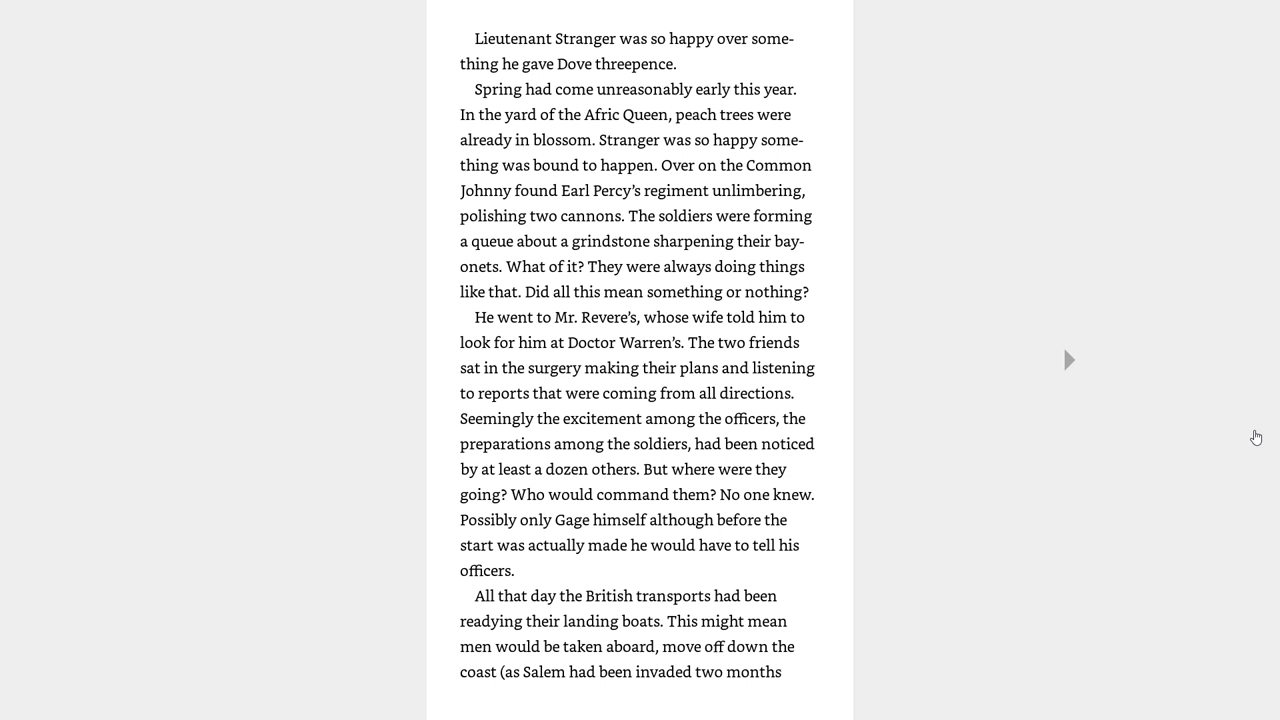 Lieutenant Stranger was so happy over some-
thing he gave Dove threepence.
Spring had come unreasonably early this year.
In the yard of the Afric Queen, peach trees were
already in blossom. Stranger was so happy some-
thing was bound to happen. Over on the Common
Johnny found Earl Percy’s regiment unlimbering,
polishing two cannons. The soldiers were forming
a queue about a grindstone sharpening their bay-
onets. What of it? They were always doing things
like that. Did all this mean something or nothing?
He went to Mr. Revere’s, whose wife told him to
look for him at Doctor Warren’s. The two friends
sat in the surgery making their plans and listening
to reports that were coming from all directions.
Seemingly the excitement among the officers, the
preparations among the soldiers, had been noticed
by at least a dozen others. But where were they
going? Who would command them? No one knew.
Possibly only Gage himself although before the
start was actually made he would have to tell his
officers.
All that day the British transports had been
readying their landing boats. This might mean
men would be taken aboard, move off down the
coast (as Salem had been invaded two months